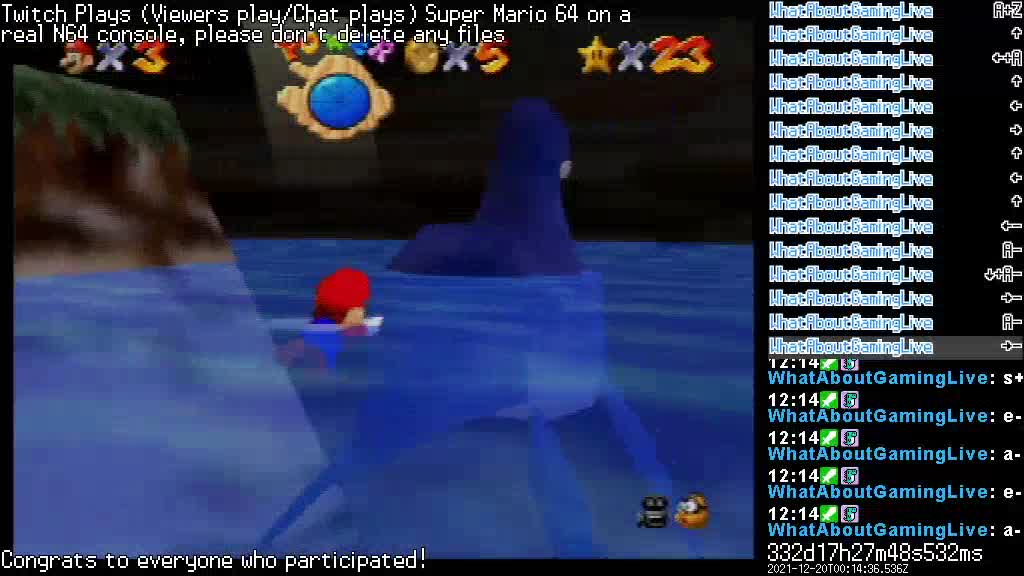 Twitch Plays (Viewers play/Chat plays) Super Mario 64 on a
real N64 console, please don't delete any files
x 3
x 5
x 23
WhatAboutGamingLive A+Z
WhatAboutGamingLive ↑
WhatAboutGamingLive ←+A
WhatAboutGamingLive ↑
WhatAboutGamingLive ←
WhatAboutGamingLive →
WhatAboutGamingLive ↑
WhatAboutGamingLive ←
WhatAboutGamingLive ↑
WhatAboutGamingLive ←-
WhatAboutGamingLive A-
WhatAboutGamingLive ↓+A-
WhatAboutGamingLive →-
WhatAboutGamingLive A-
WhatAboutGamingLive →-
12:14
WhatAboutGamingLive: s+
12:14
WhatAboutGamingLive: e-
12:14
WhatAboutGamingLive: a-
12:14
WhatAboutGamingLive: e-
12:14
WhatAboutGamingLive: a-
Congrats to everyone who participated!
332d17h27m48s532ms
2021-12-20T00:14:36.536Z